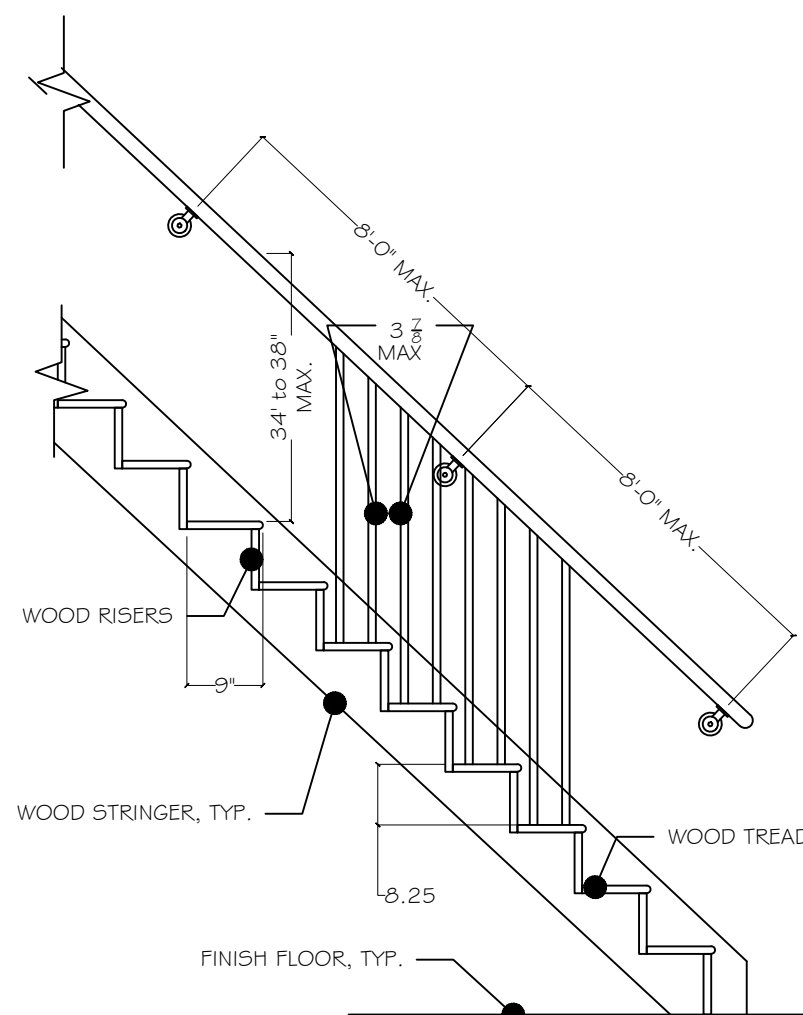 8'-0" MAX.
3 7/8
MAX
34' to 38"
MAX.
8'-0" MAX.
WOOD RISERS
9"
WOOD STRINGER, TYP.
WOOD TREAD
8.25
FINISH FLOOR, TYP.